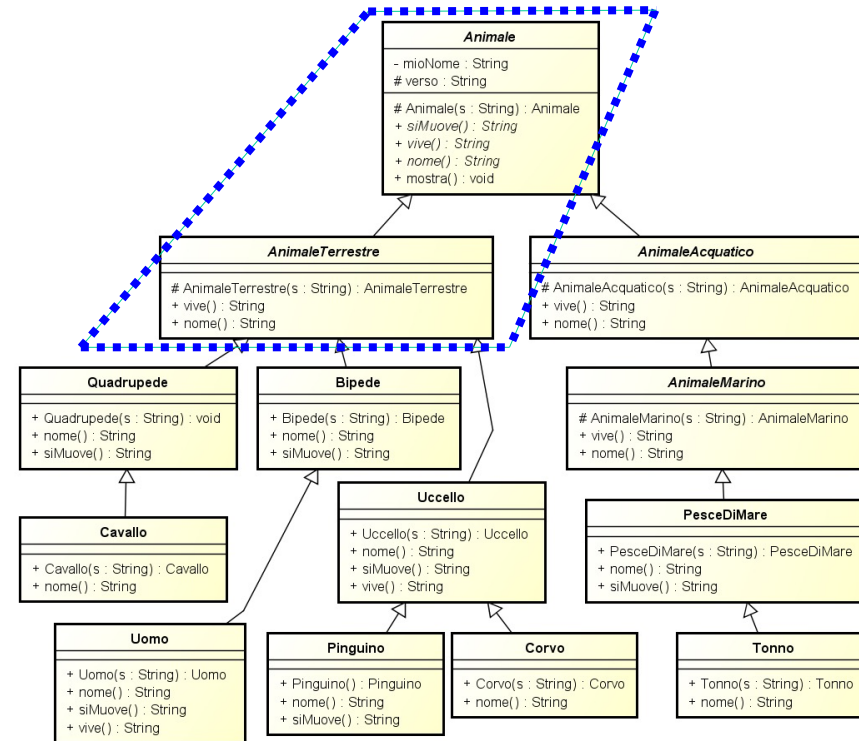 Animale
- mioNome : String
# verso : String
# Animale(s : String) : Animale
+ siMuove() : String
+ vive() : String
+ nome() : String
+ mostra() : void
AnimaleTerrestre
# AnimaleTerrestre(s : String) : AnimaleTerrestre
+ vive() : String
+ nome() : String
AnimaleAcquatico
# AnimaleAcquatico(s : String) : AnimaleAcquatico
+ vive() : String
+ nome() : String
Quadrupede
+ Quadrupede(s : String) : void
+ nome() : String
+ siMuove() : String
Bipede
+ Bipede(s : String) : Bipede
+ nome() : String
+ siMuove() : String
AnimaleMarino
# AnimaleMarino(s : String) : AnimaleMarino
+ vive() : String
+ nome() : String
Uccello
+ Uccello(s : String) : Uccello
+ nome() : String
+ siMuove() : String
+ vive() : String
PesceDiMare
+ PesceDiMare(s : String) : PesceDiMare
+ nome() : String
+ siMuove() : String
Cavallo
+ Cavallo(s : String) : Cavallo
+ nome() : String
Uomo
+ Uomo(s : String) : Uomo
+ nome() : String
+ siMuove() : String
+ vive() : String
Pinguino
+ Pinguino() : Pinguino
+ nome() : String
+ siMuove() : String
Corvo
+ Corvo(s : String) : Corvo
+ nome() : String
Tonno
+ Tonno(s : String) : Tonno
+ nome() : String